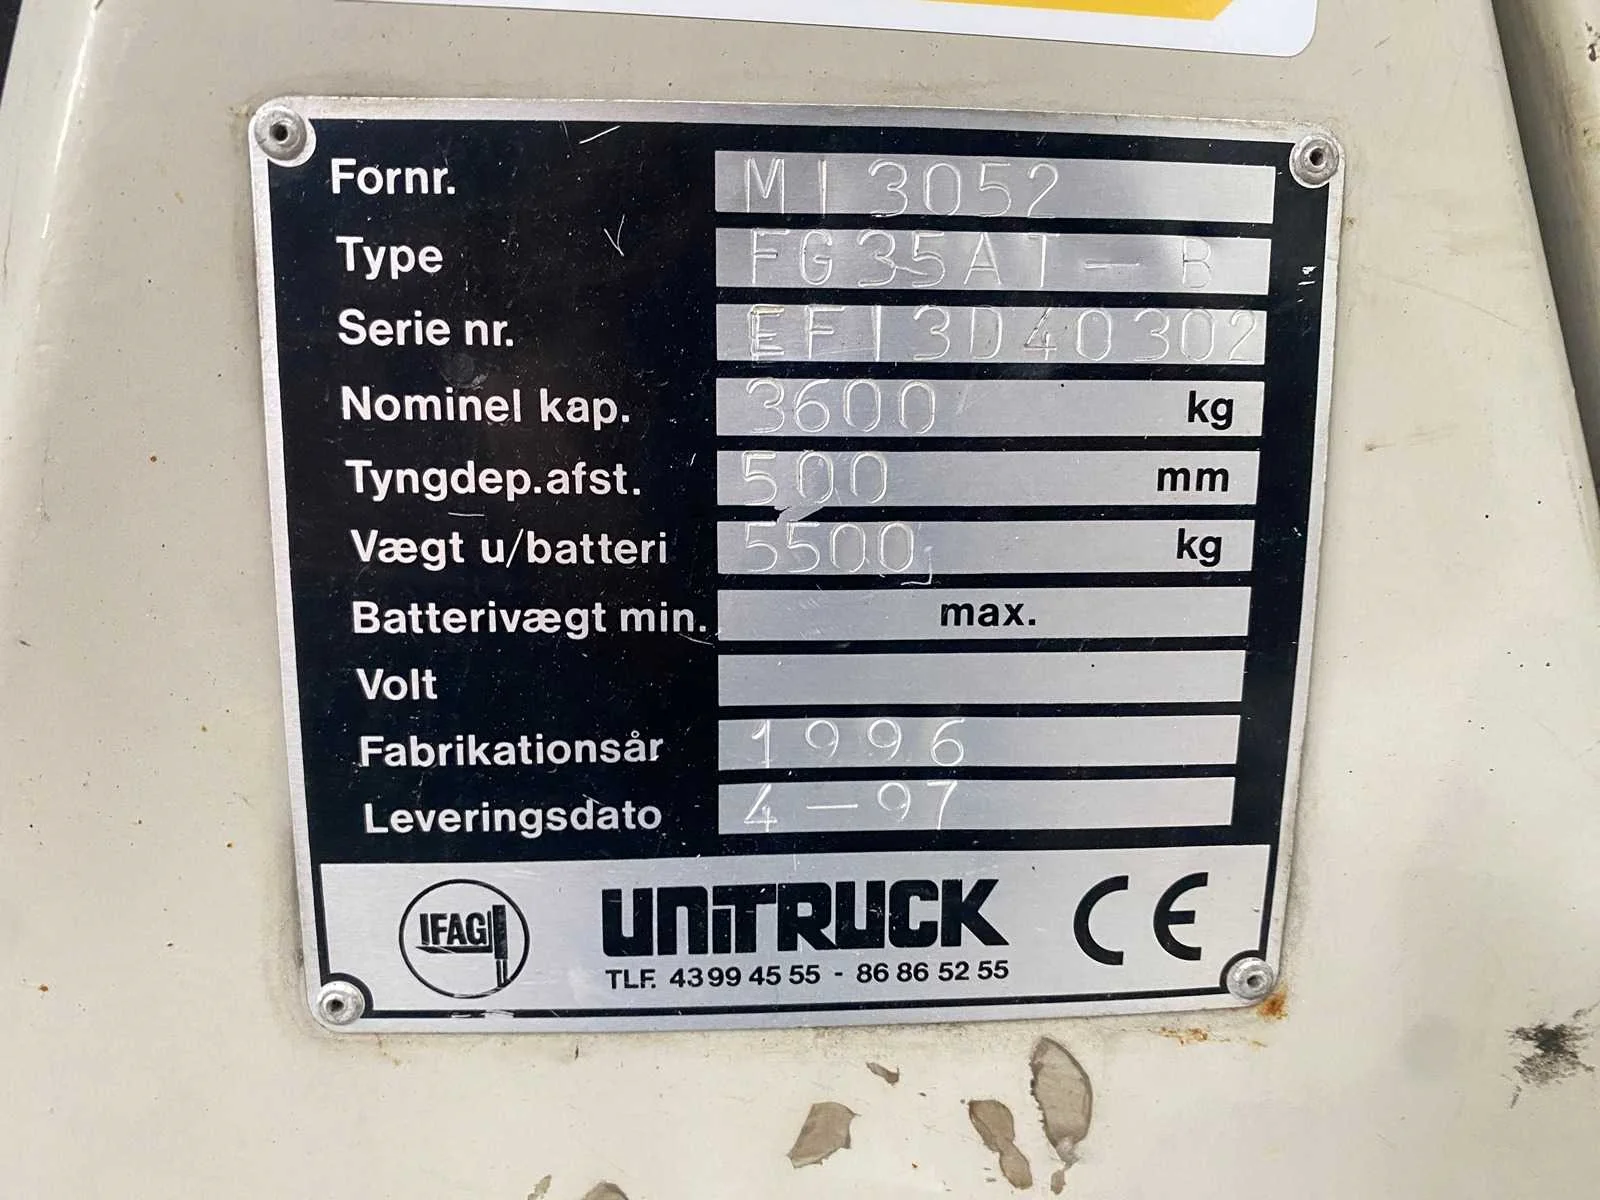 Fornr. MI 3052
Type FG35AT-B
Serie nr. EF13D40302
Nominel kap. 3600 kg
Tyngdep.afst. 500 mm
Vægt u/batteri 5500 kg
Batterivægt min. max.
Volt
Fabrikationsår 1996
Leveringsdato 4-97
IFAG UNITRUCK CE
TLF. 43 99 45 55 - 86 86 52 55